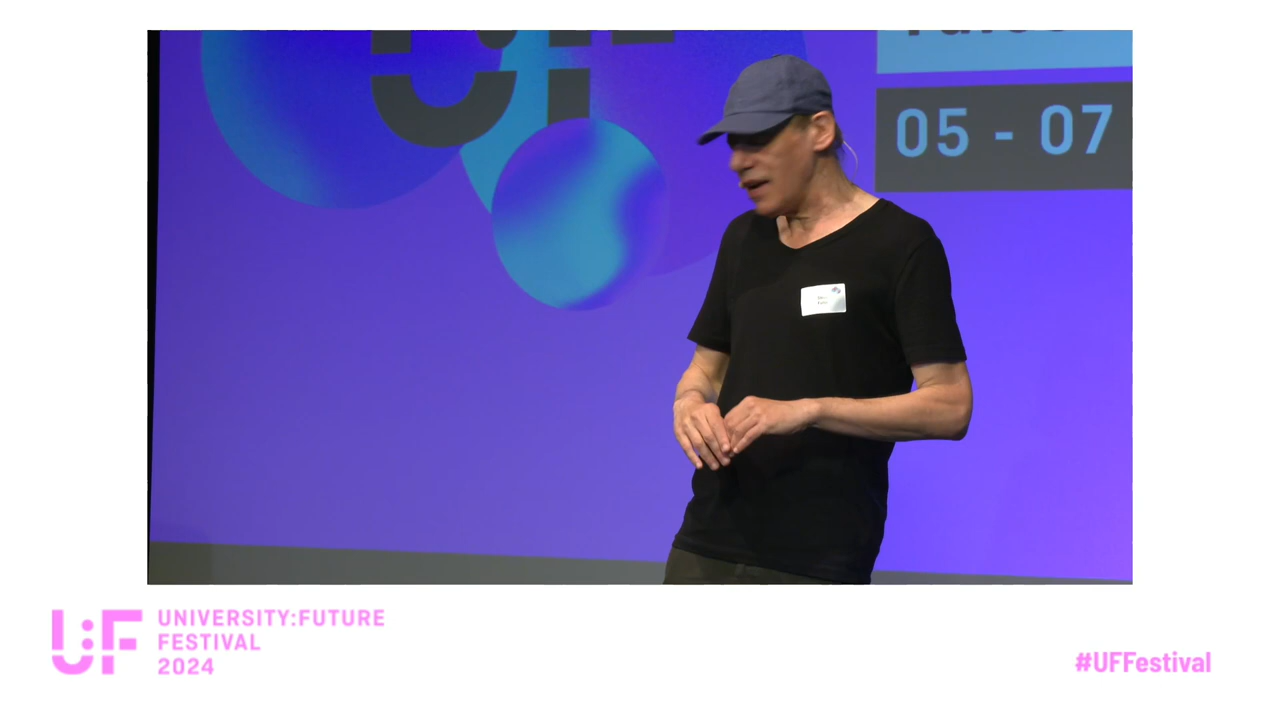 U:F
05 - 07
U:F
UNIVERSITY:FUTURE
FESTIVAL
2024
#UFFestival